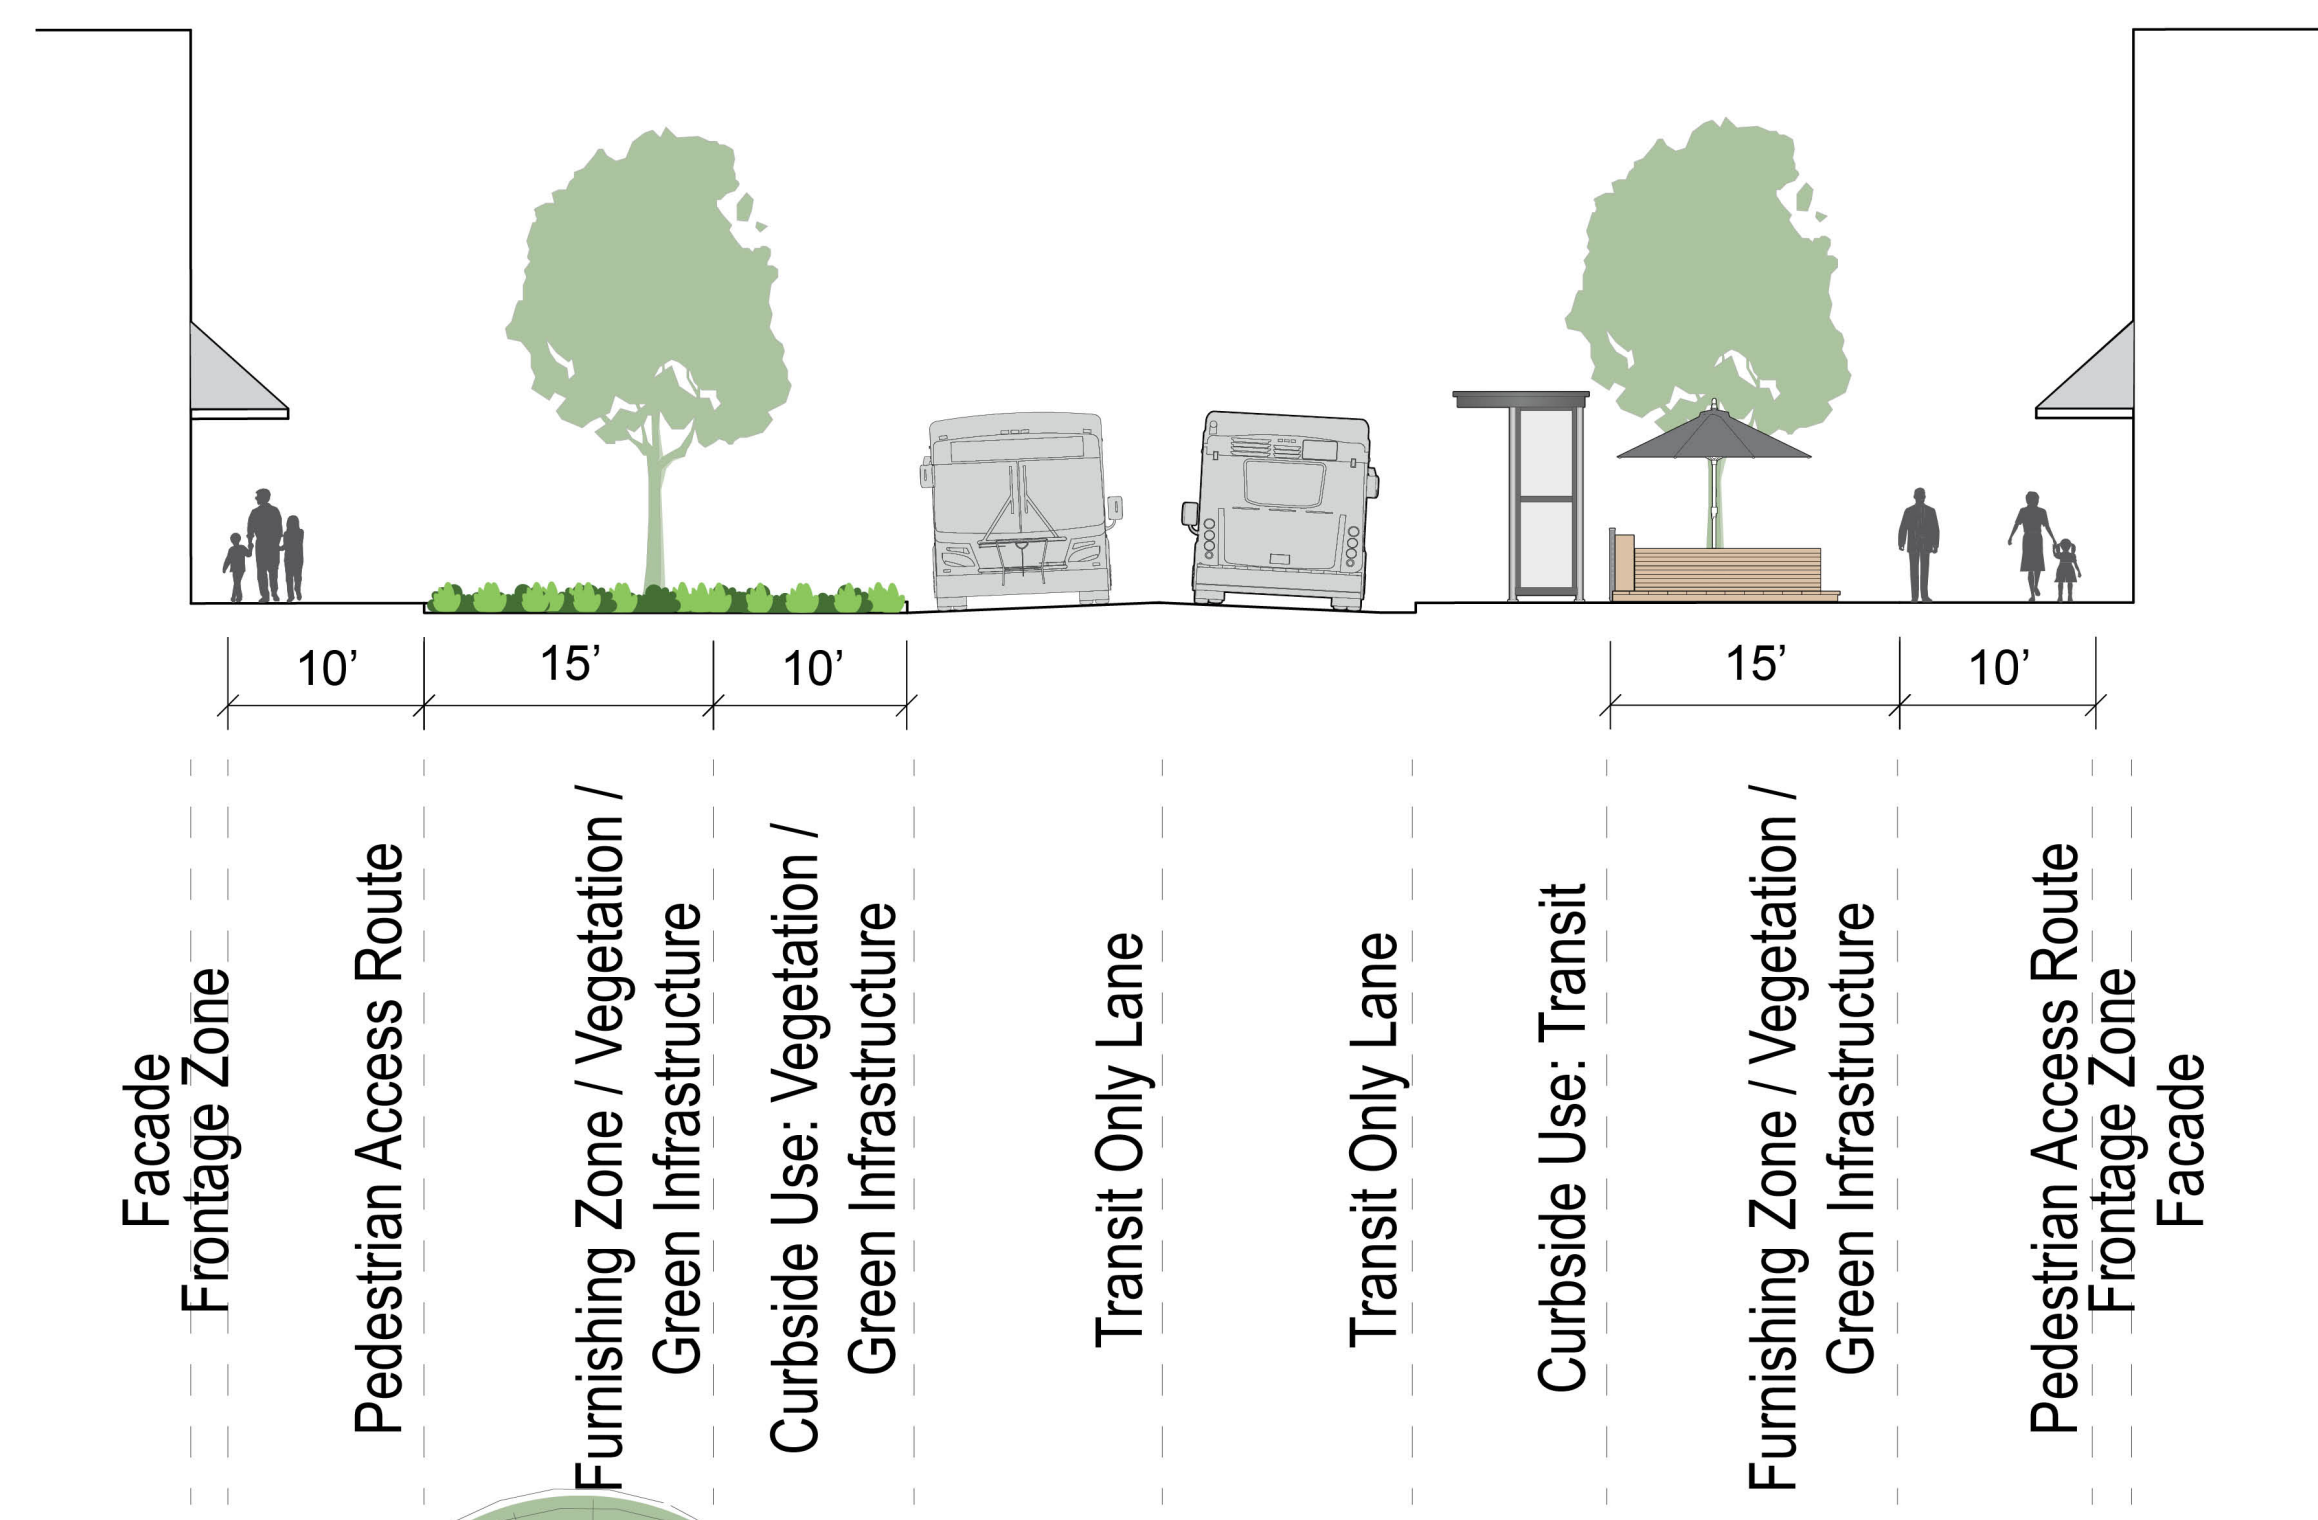 10’
15’
10’
15’
10’
Facade
Frontage Zone
Pedestrian Access Route
Furnishing Zone / Vegetation /
Green Infrastructure
Curbside Use: Vegetation /
Green Infrastructure
Transit Only Lane
Transit Only Lane
Curbside Use: Transit
Furnishing Zone / Vegetation /
Green Infrastructure
Pedestrian Access Route
Frontage Zone
Facade